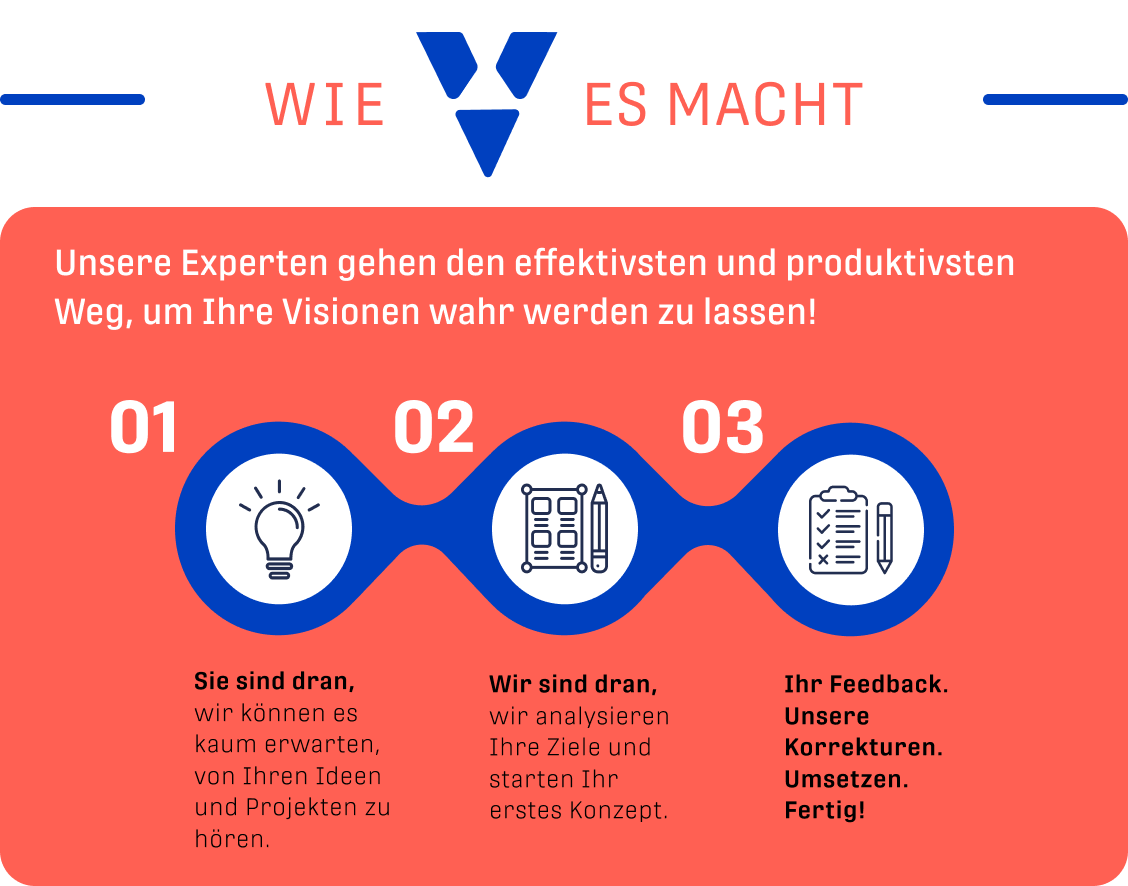 WIE ES MACHT
Unsere Experten gehen den effektivsten und produktivsten
Weg, um Ihre Visionen wahr werden zu lassen!
01
02
03
Sie sind dran,
wir können es
kaum erwarten,
von Ihren Ideen
und Projekten zu
hören.
Wir sind dran,
wir analysieren
Ihre Ziele und
starten Ihr
erstes Konzept.
Ihr Feedback.
Unsere
Korrekturen.
Umsetzen.
Fertig!